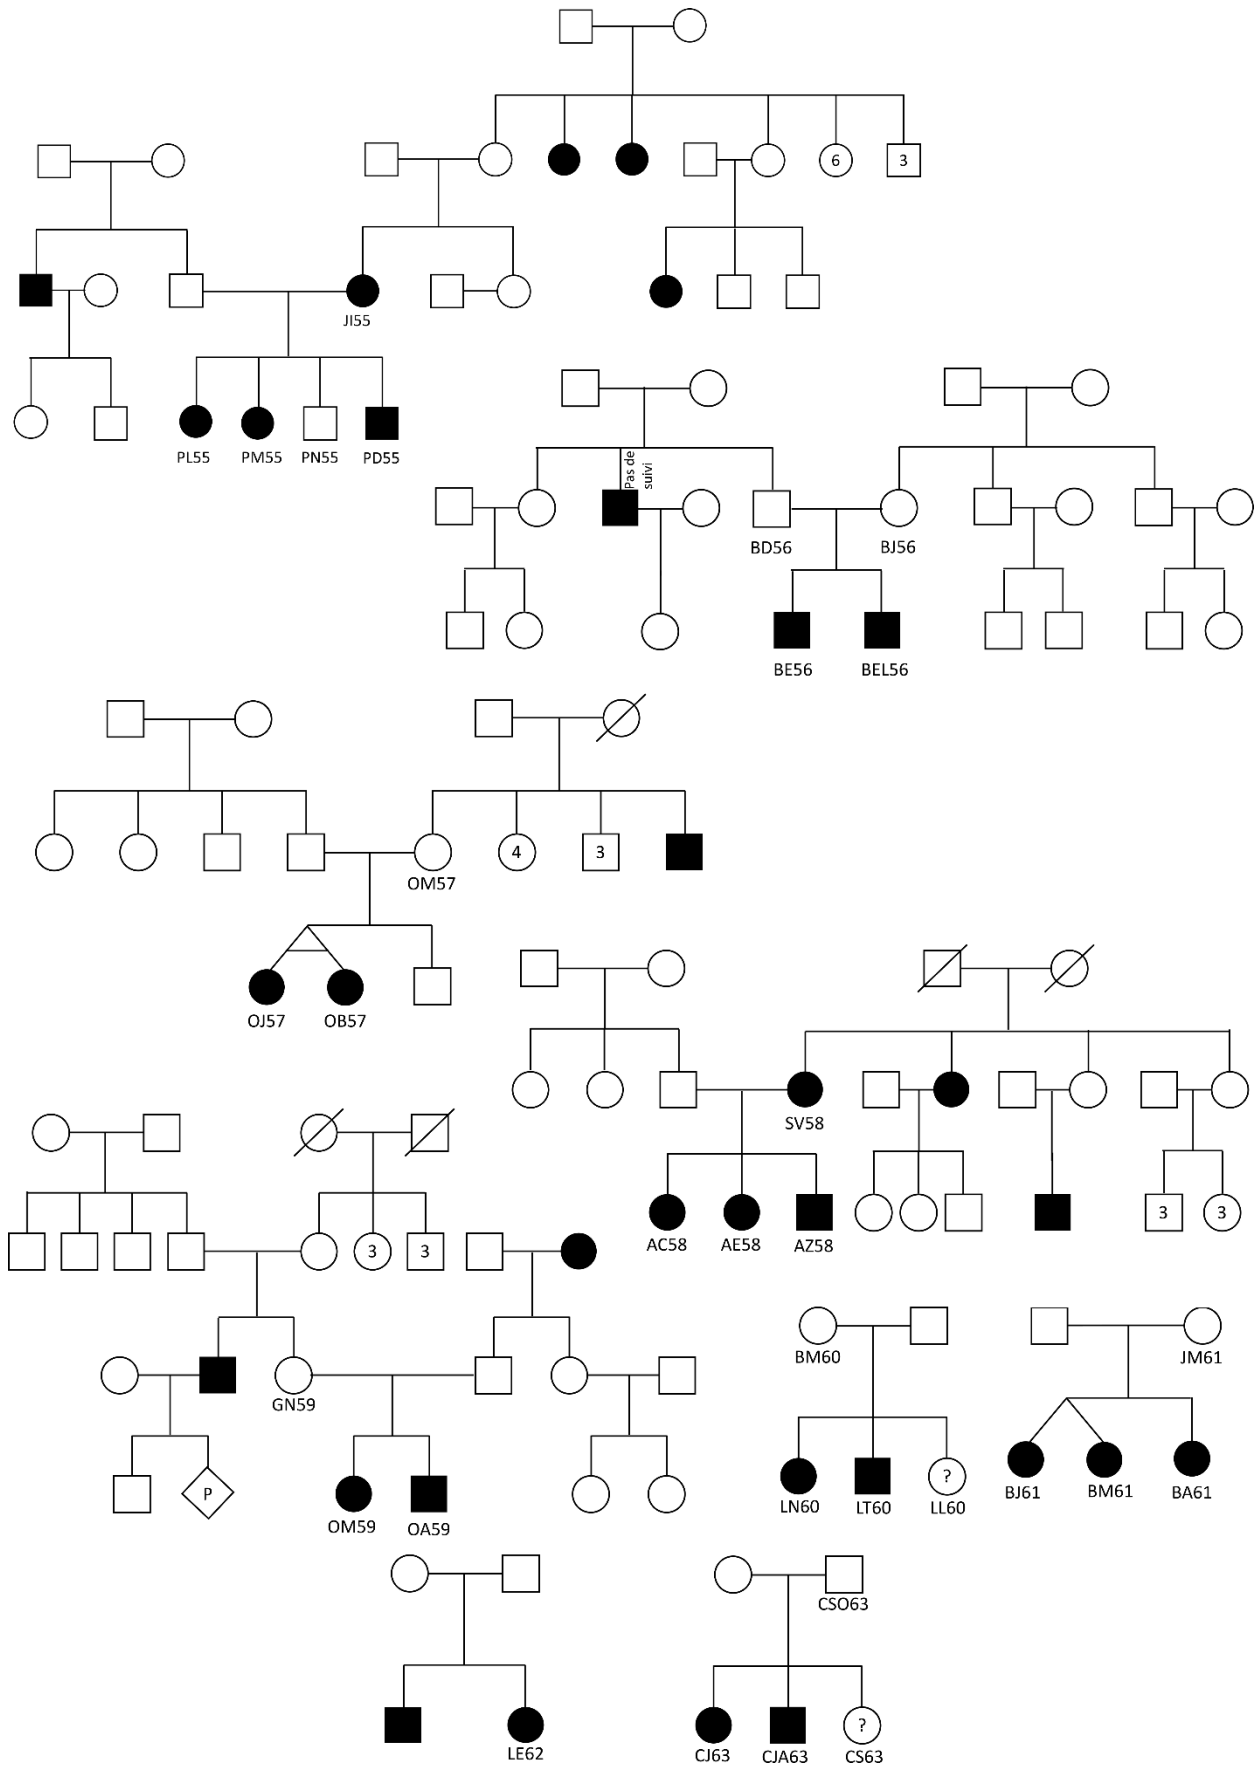 6
3
JI55
PL55
PM55
PN55
PD55
Pas de
suivi
BD56
BJ56
BE56
BEL56
4
3
OM57
OJ57
OB57
SV58
AC58
AE58
AZ58
3
3
3
3
GN59
P
OM59
OA59
BM60
LN60
LT60
?
LL60
JM61
BJ61
BM61
BA61
LE62
CSO63
CJ63
CJA63
?
CS63